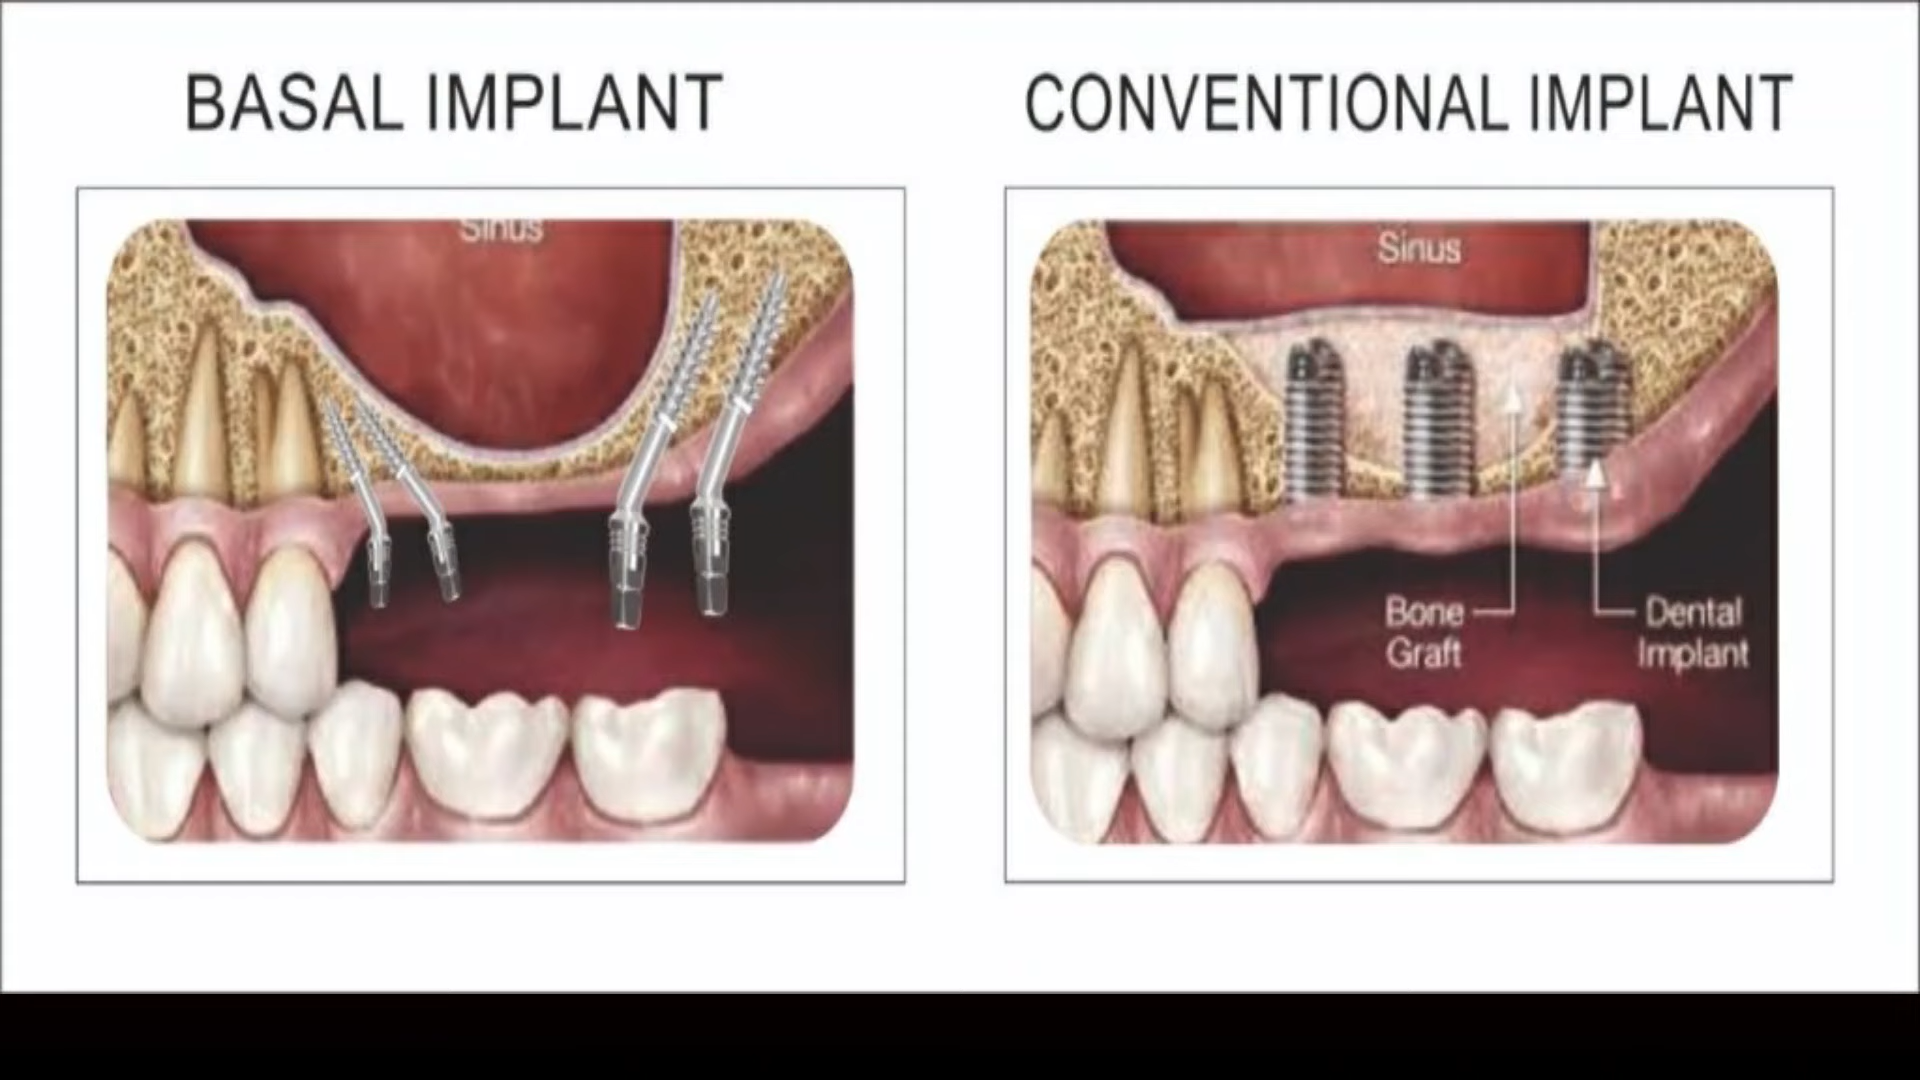 BASAL IMPLANT
CONVENTIONAL IMPLANT
Sinus
Sinus
Bone
Graft
Dental
Implant